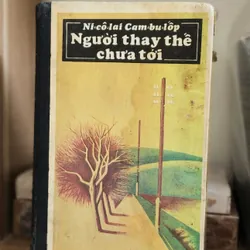 Ni-cô-lai Cam-bu-lốp
Người thay thế
chưa tới